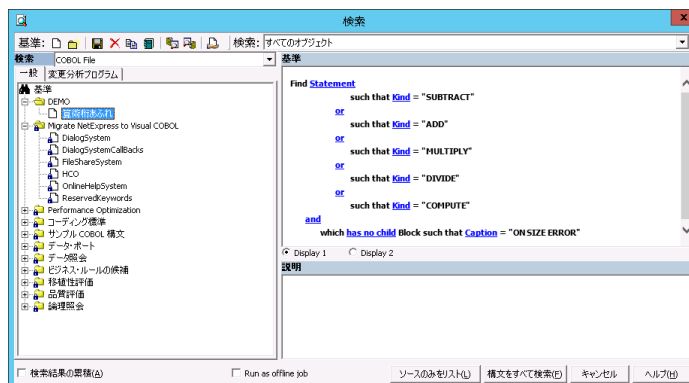 検索
基準:
検索: すべてのオブジェクト
検索 COBOL File
一般 変更分析プログラム
基準
DEMO
算術桁あふれ
Migrate NetExpress to Visual COBOL
DialogSystem
DialogSystemCallBacks
FileShareSystem
HCO
OnlineHelpSystem
ReservedKeywords
Performance Optimization
コーディング標準
サンプル COBOL 構文
データ・ポート
データ照会
ビジネス・ルールの候補
移植性評価
品質評価
論理照会
基準
Find Statement
such that Kind = "SUBTRACT"
or
such that Kind = "ADD"
or
such that Kind = "MULTIPLY"
or
such that Kind = "DIVIDE"
or
such that Kind = "COMPUTE"
and
which has no child Block such that Caption = "ON SIZE ERROR"
Display 1 Display 2
説明
検索結果の累積(A) Run as offline job ソースのみをリスト(L) 構文をすべて検索(F) キャンセル ヘルプ(H)